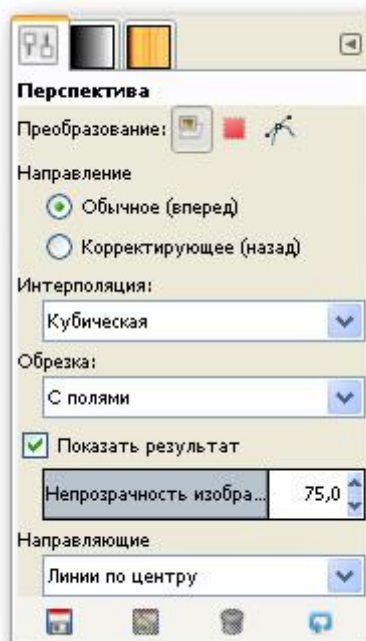 Перспектива
Преобразование:
Направление
Обычное (вперед)
Корректирующее (назад)
Интерполяция:
Кубическая
Обрезка:
С полями
Показать результат
Непрозрачность изобра... 75,0
Направляющие
Линии по центру